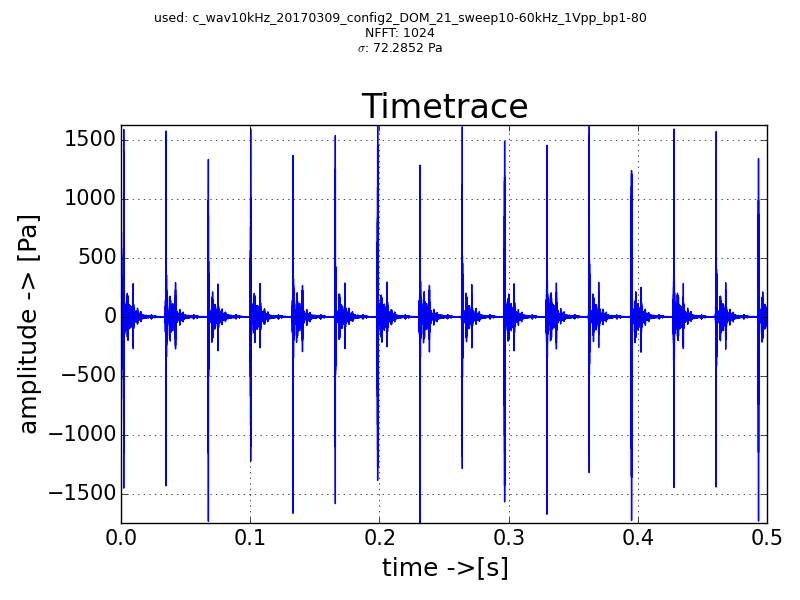 used: c_wav10kHz_20170309_config2_DOM_21_sweep10-60kHz_1Vpp_bp1-80
NFFT: 1024
σ: 72.2852 Pa
Timetrace
1500
1000
500
0
−500
−1000
−1500
amplitude -> [Pa]
0.0 0.1 0.2 0.3 0.4 0.5
time ->[s]